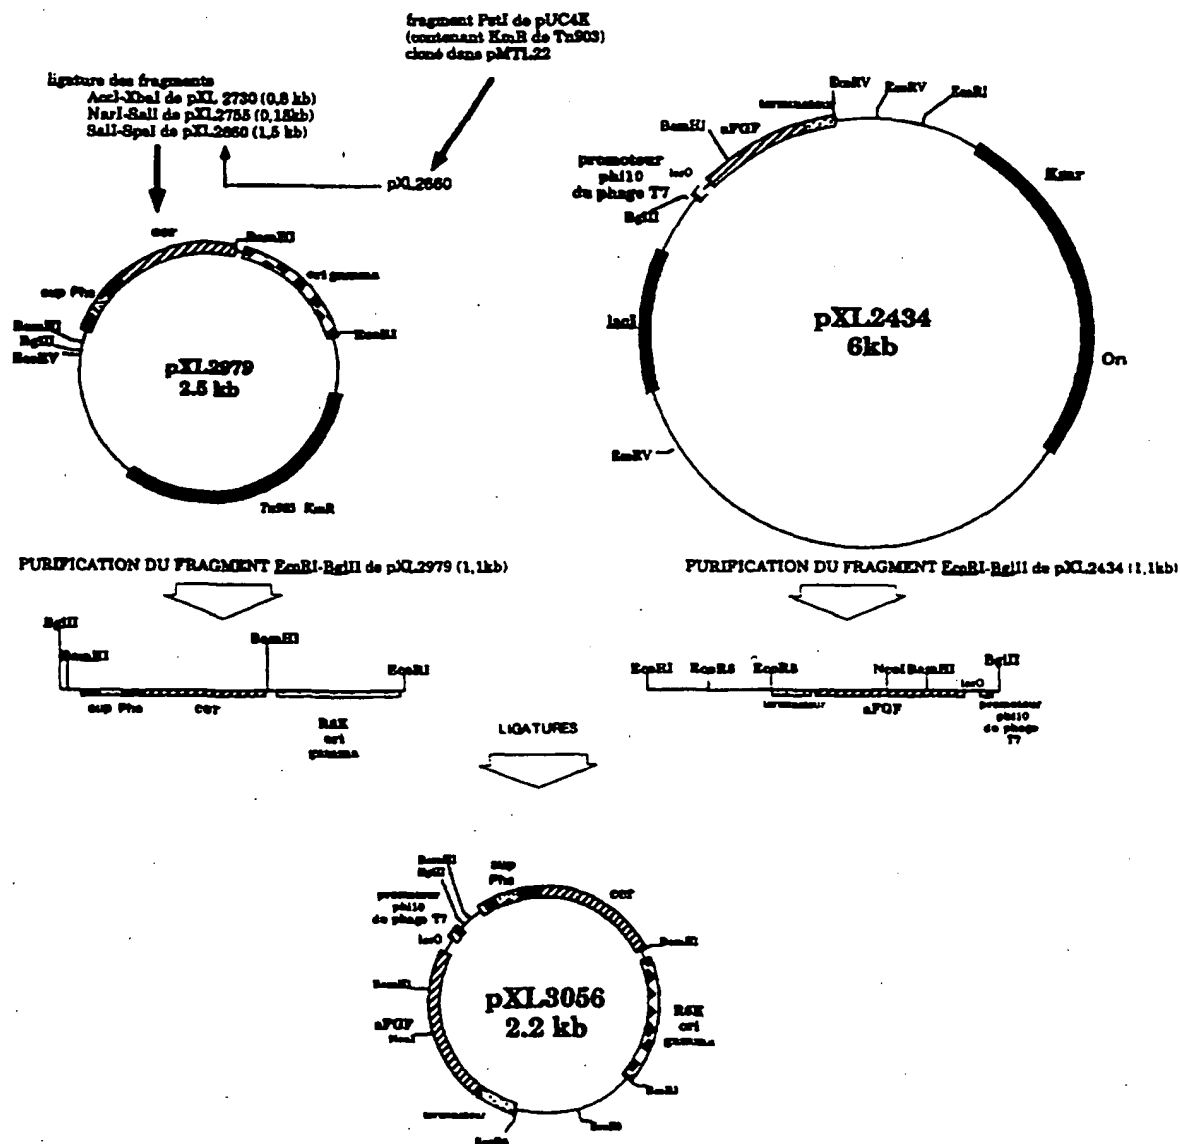 fragment PstI de pUC4K
(contenant KmR de Tn903)
cloné dans pMTL22
ligature des fragments
AccI-XbaI de pXL 2730 (0,8 kb)
NarI-SalI de pXL2755 (0,15kb)
SalI-SpeI de pXL2660 (1,5 kb)
pXL2660
cer
BamHI
ori gamma
sup Phe
BamHI
BglII
EcoRV
EcoRI
pXL2979
2.5 kb
Tn903 KmR
EcoRV
EcoRV
EcoRI
terminateur
BamHI
aFGF
promoteur
phi10
du phage T7
lacO
BglII
Kmr
lacI
pXL2434
6kb
Ori
EcoRV
PURIFICATION DU FRAGMENT EcoRI-BglII de pXL2979 (1,1kb)
PURIFICATION DU FRAGMENT EcoRI-BglII de pXL2434 (1,1kb)
BglII
BamHI
BamHI
EcoRI
sup Phe
cer
R6K
ori
gamma
EcoRI
EcoR5
EcoR5
NcoI
BamHI
BglII
lacO
terminateur
aFGF
promoteur
phi10
de phage
T7
LIGATURES
BamHI
BglII
sup
Phe
cer
promoteur
phi10
de phage T7
lacO
BamHI
BamHI
pXL3056
2.2 kb
aFGF
NcoI
R6K
ori
gamma
EcoRI
terminateur